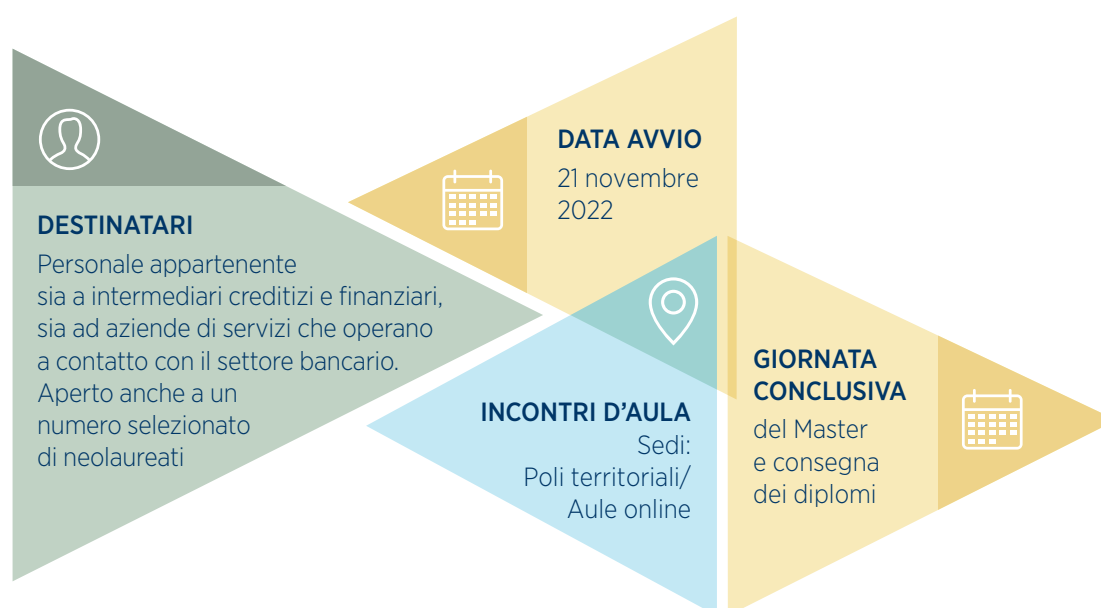 DESTINATARI
Personale appartenente
sia a intermediari creditizi e finanziari,
sia ad aziende di servizi che operano
a contatto con il settore bancario.
Aperto anche a un
numero selezionato
di neolaureati
DATA AVVIO
21 novembre
2022
INCONTRI D'AULA
Sedi:
Poli territoriali/
Aule online
GIORNATA
CONCLUSIVA
del Master
e consegna
dei diplomi